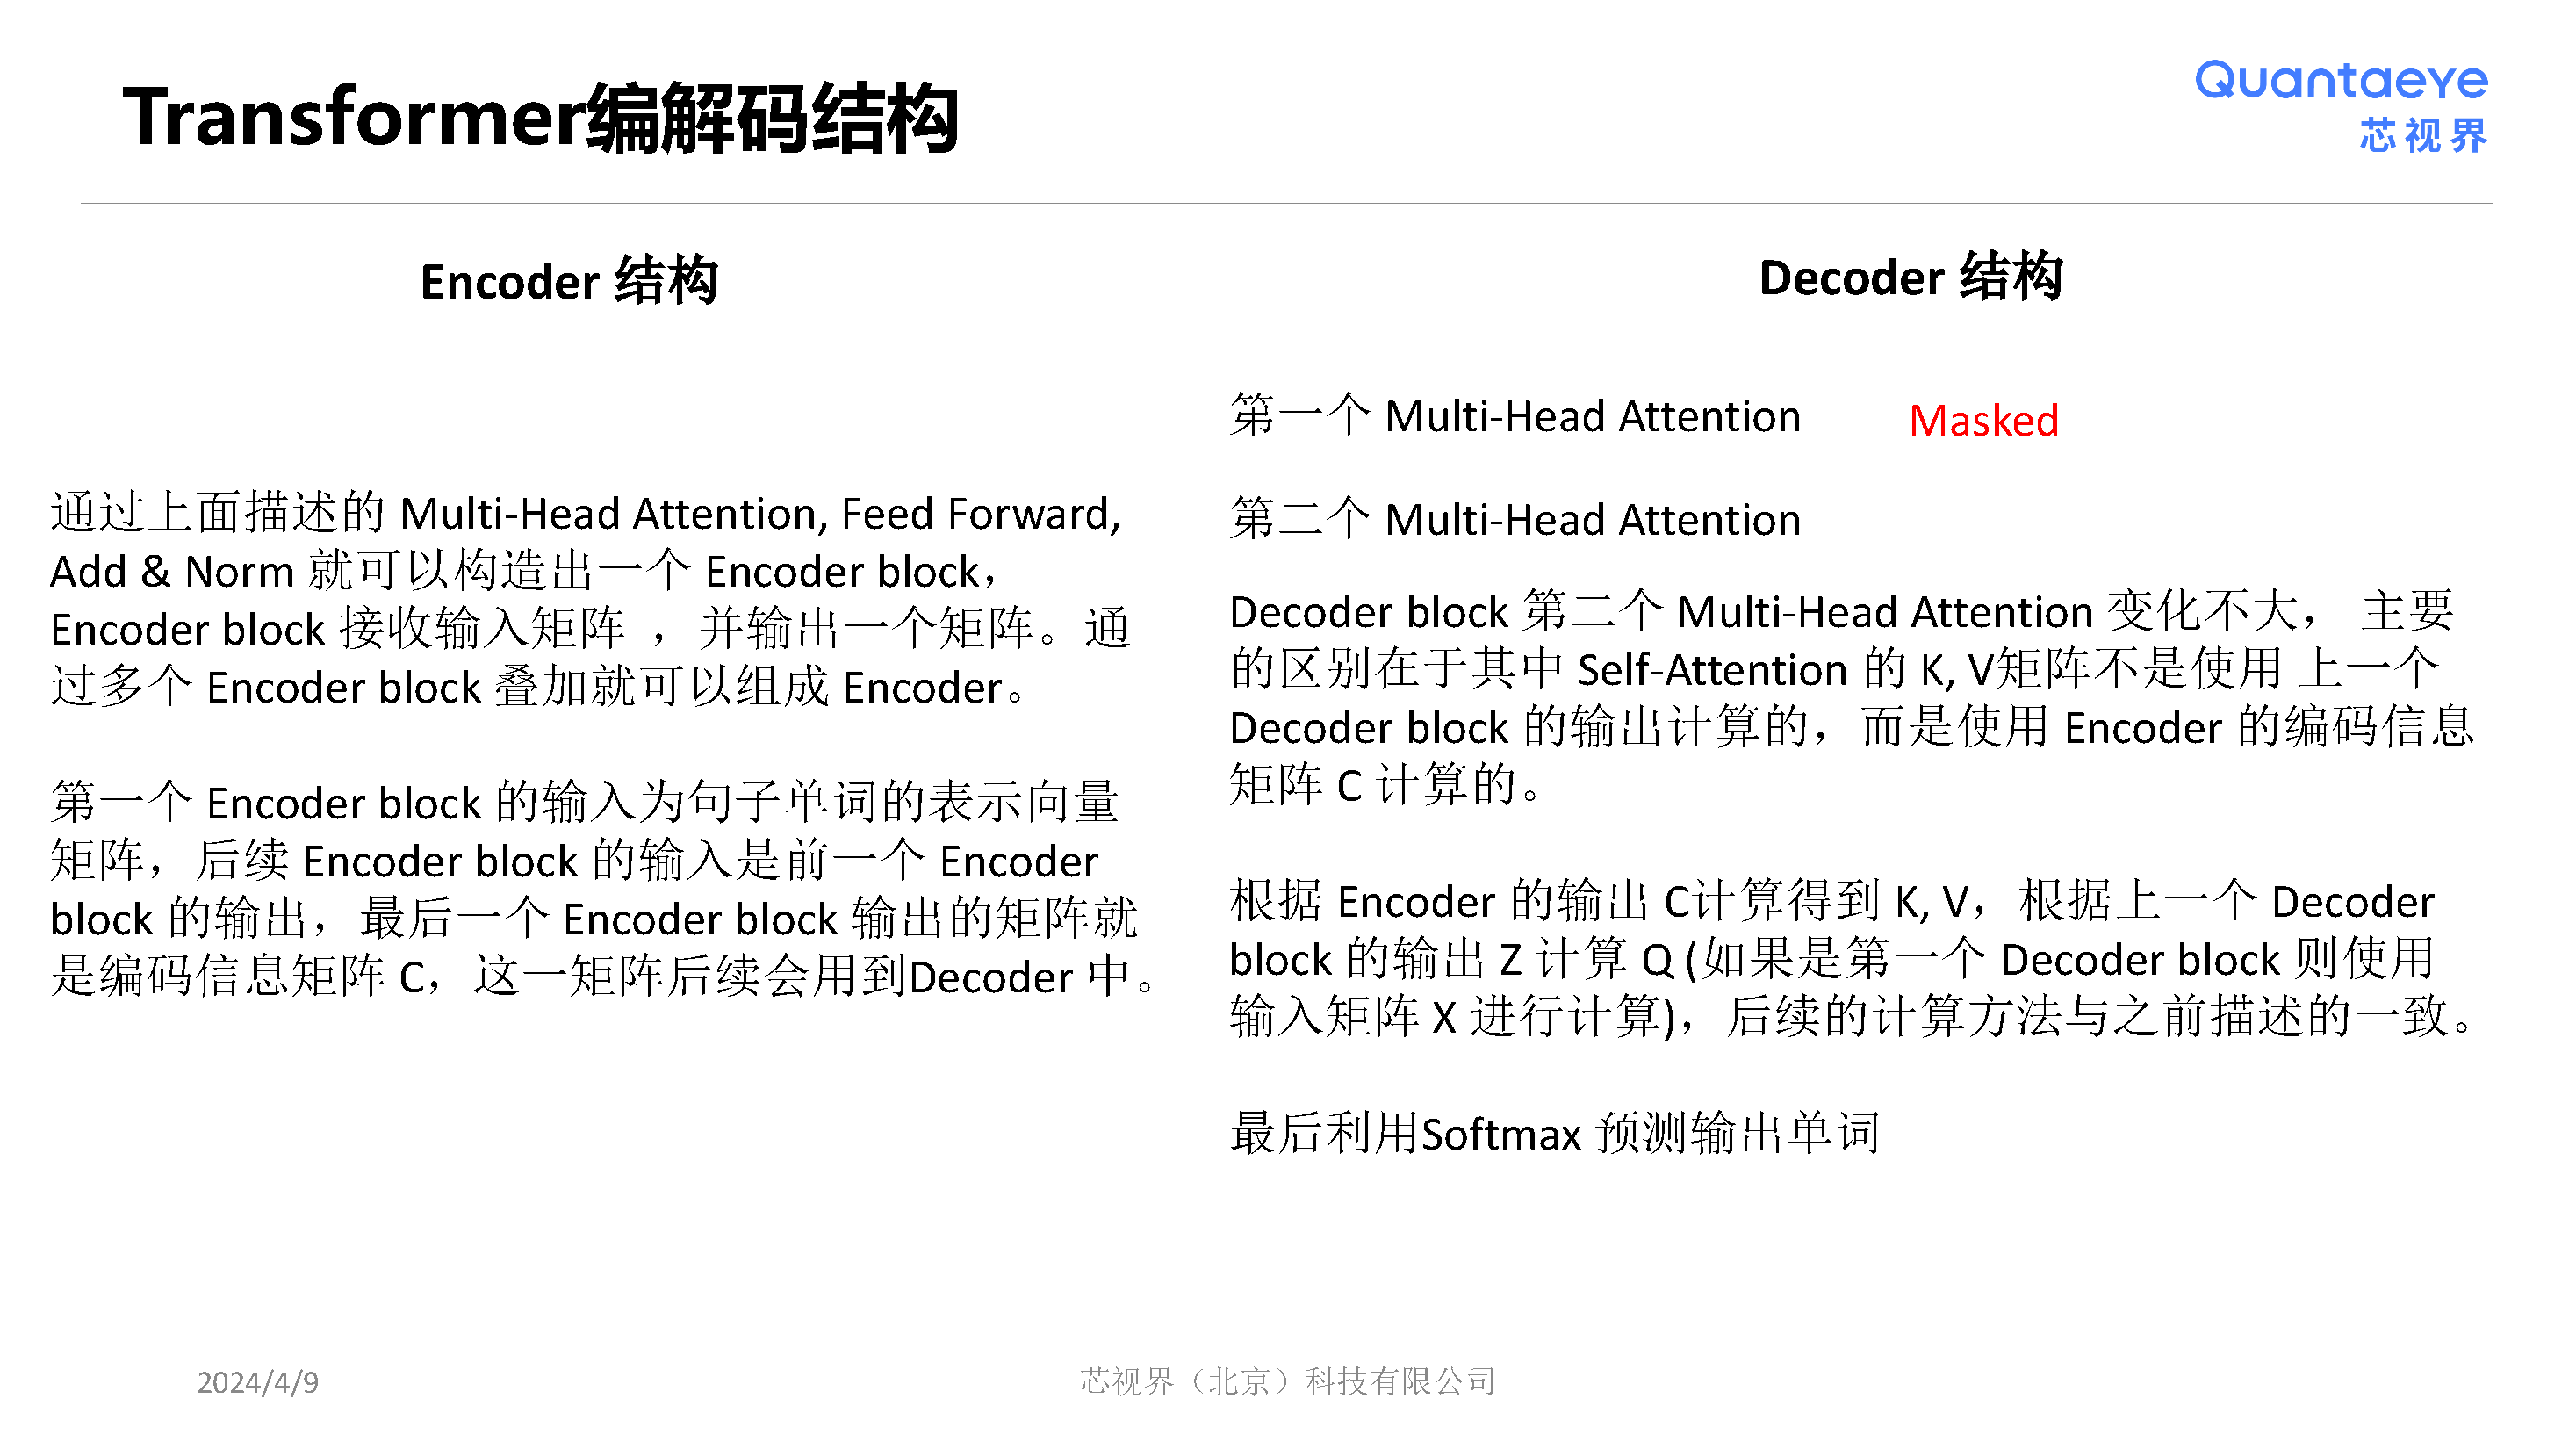 Transformer编解码结构
Quantaeye
芯视界
Encoder 结构
通过上面描述的 Multi-Head Attention, Feed Forward,
Add & Norm 就可以构造出一个 Encoder block，
Encoder block 接收输入矩阵 ，并输出一个矩阵。通
过多个 Encoder block 叠加就可以组成 Encoder。
第一个 Encoder block 的输入为句子单词的表示向量
矩阵，后续 Encoder block 的输入是前一个 Encoder
block 的输出，最后一个 Encoder block 输出的矩阵就
是编码信息矩阵 C，这一矩阵后续会用到Decoder 中。
Decoder 结构
第一个 Multi-Head Attention Masked
第二个 Multi-Head Attention
Decoder block 第二个 Multi-Head Attention 变化不大， 主要
的区别在于其中 Self-Attention 的 K, V矩阵不是使用 上一个
Decoder block 的输出计算的，而是使用 Encoder 的编码信息
矩阵 C 计算的。
根据 Encoder 的输出 C计算得到 K, V，根据上一个 Decoder
block 的输出 Z 计算 Q (如果是第一个 Decoder block 则使用
输入矩阵 X 进行计算)，后续的计算方法与之前描述的一致。
最后利用Softmax 预测输出单词
2024/4/9
芯视界（北京）科技有限公司